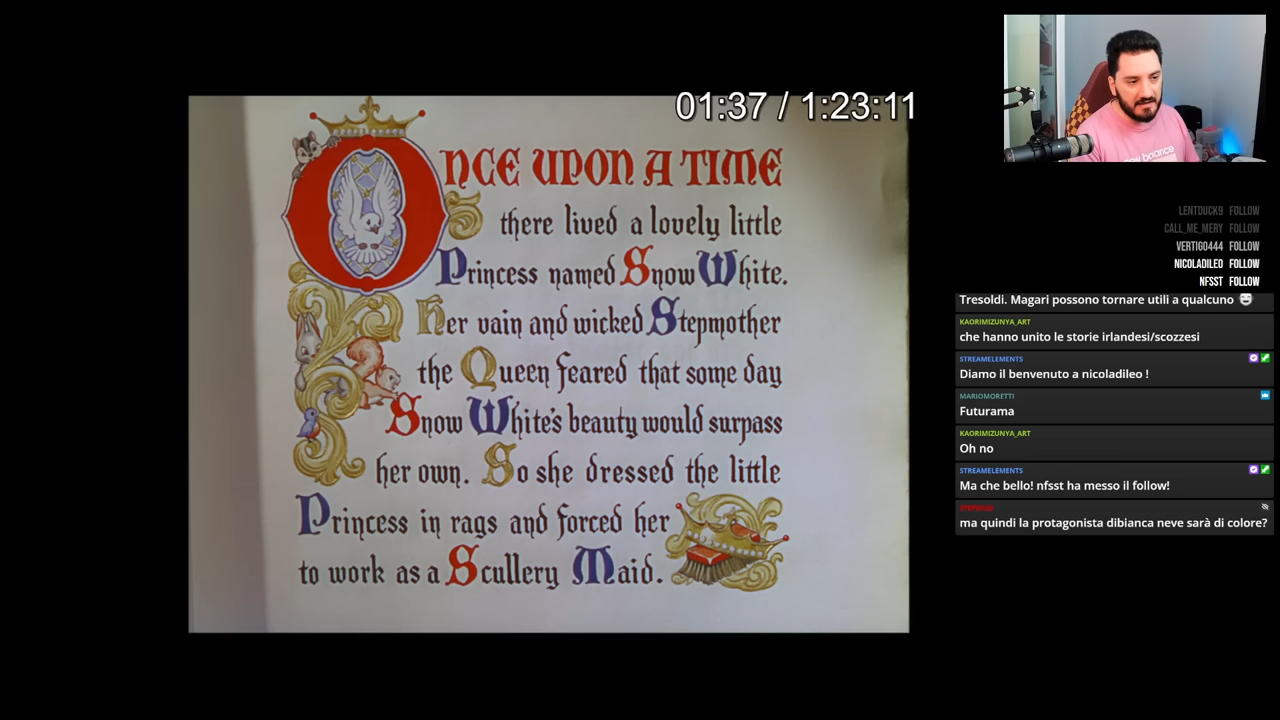 01:37 / 1:23:11
ONCE UPON A TIME
there lived a lovely little
Princess named Snow White.
Her vain and wicked Stepmother
the Queen feared that some day
Snow White's beauty would surpass
her own. So she dressed the little
Princess in rags and forced her
to work as a Scullery Maid.
new balance
LENTDUCK9 FOLLOW
CALL_ME_MERY FOLLOW
VERTIGO444 FOLLOW
NICOLADILEO FOLLOW
NFSST FOLLOW
Tresoldi. Magari possono tornare utili a qualcuno
KAORIMIZUNYA_ART
che hanno unito le storie irlandesi/scozzesi
STREAMELEMENTS
Diamo il benvenuto a nicoladileo !
MARIOMORETTI
Futurama
KAORIMIZUNYA_ART
Oh no
STREAMELEMENTS
Ma che bello! nfsst ha messo il follow!
ma quindi la protagonista dibianca neve sarà di colore?